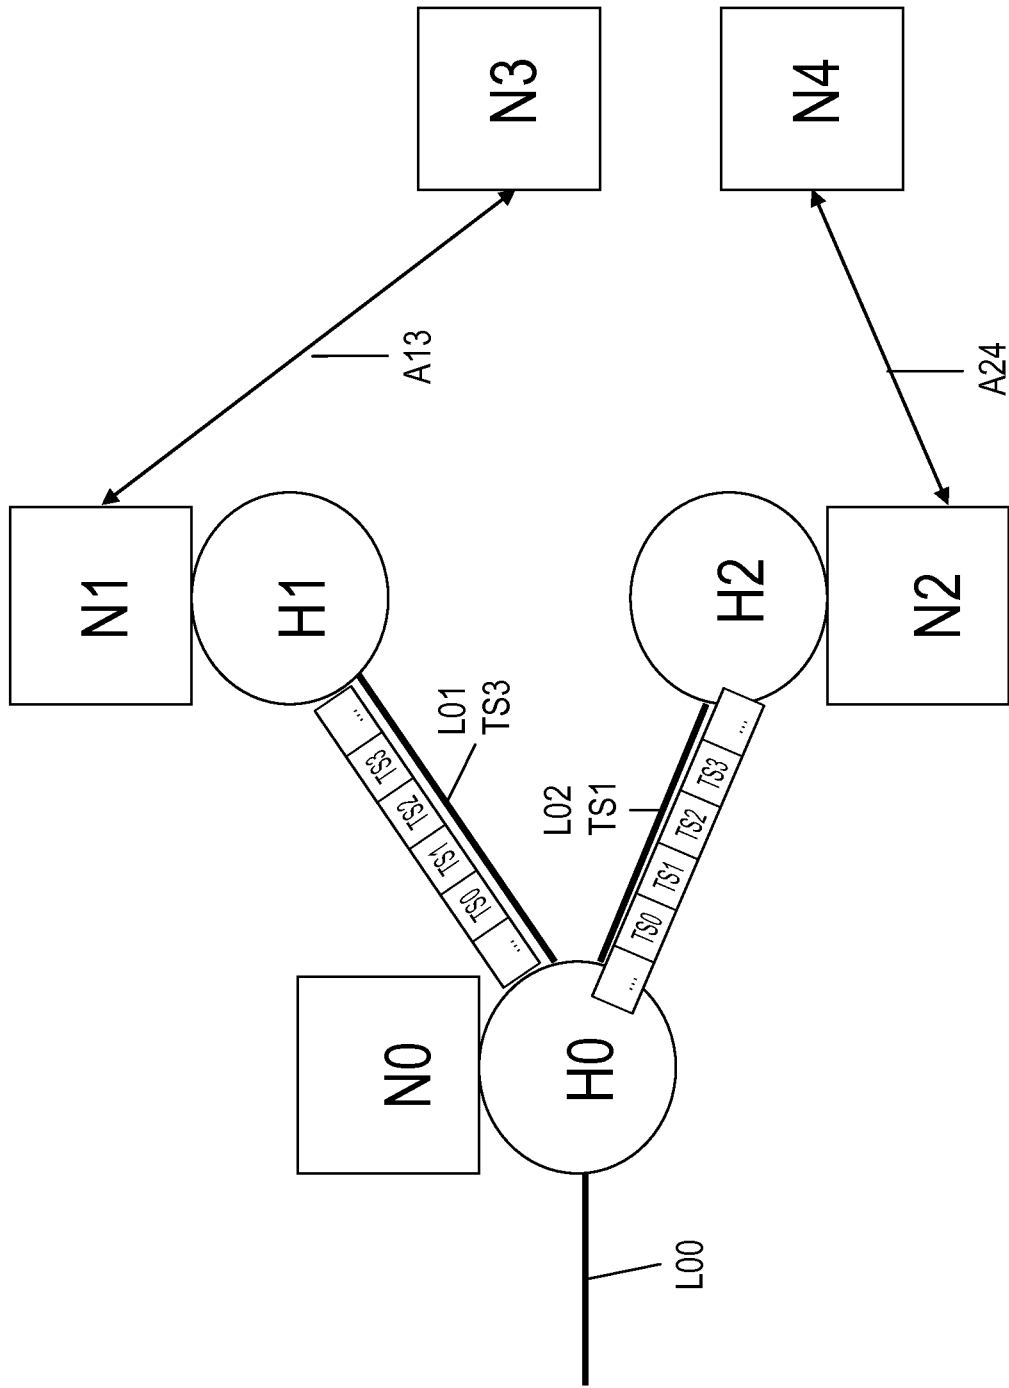 N3
N4
A13
A24
N1
H1
H2
N2
L01
TS3
L02
TS1
...
TS3
TS2
TS1
TS0
...
...
TS0
TS1
TS2
TS3
...
N0
H0
L00